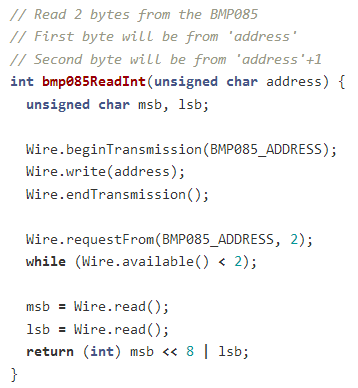 // Read 2 bytes from the BMP085
// First byte will be from 'address'
// Second byte will be from 'address'+1
int bmp085ReadInt(unsigned char address) {
  unsigned char msb, lsb;

  Wire.beginTransmission(BMP085_ADDRESS);
  Wire.write(address);
  Wire.endTransmission();

  Wire.requestFrom(BMP085_ADDRESS, 2);
  while (Wire.available() < 2);

  msb = Wire.read();
  lsb = Wire.read();
  return (int) msb << 8 | lsb;
}